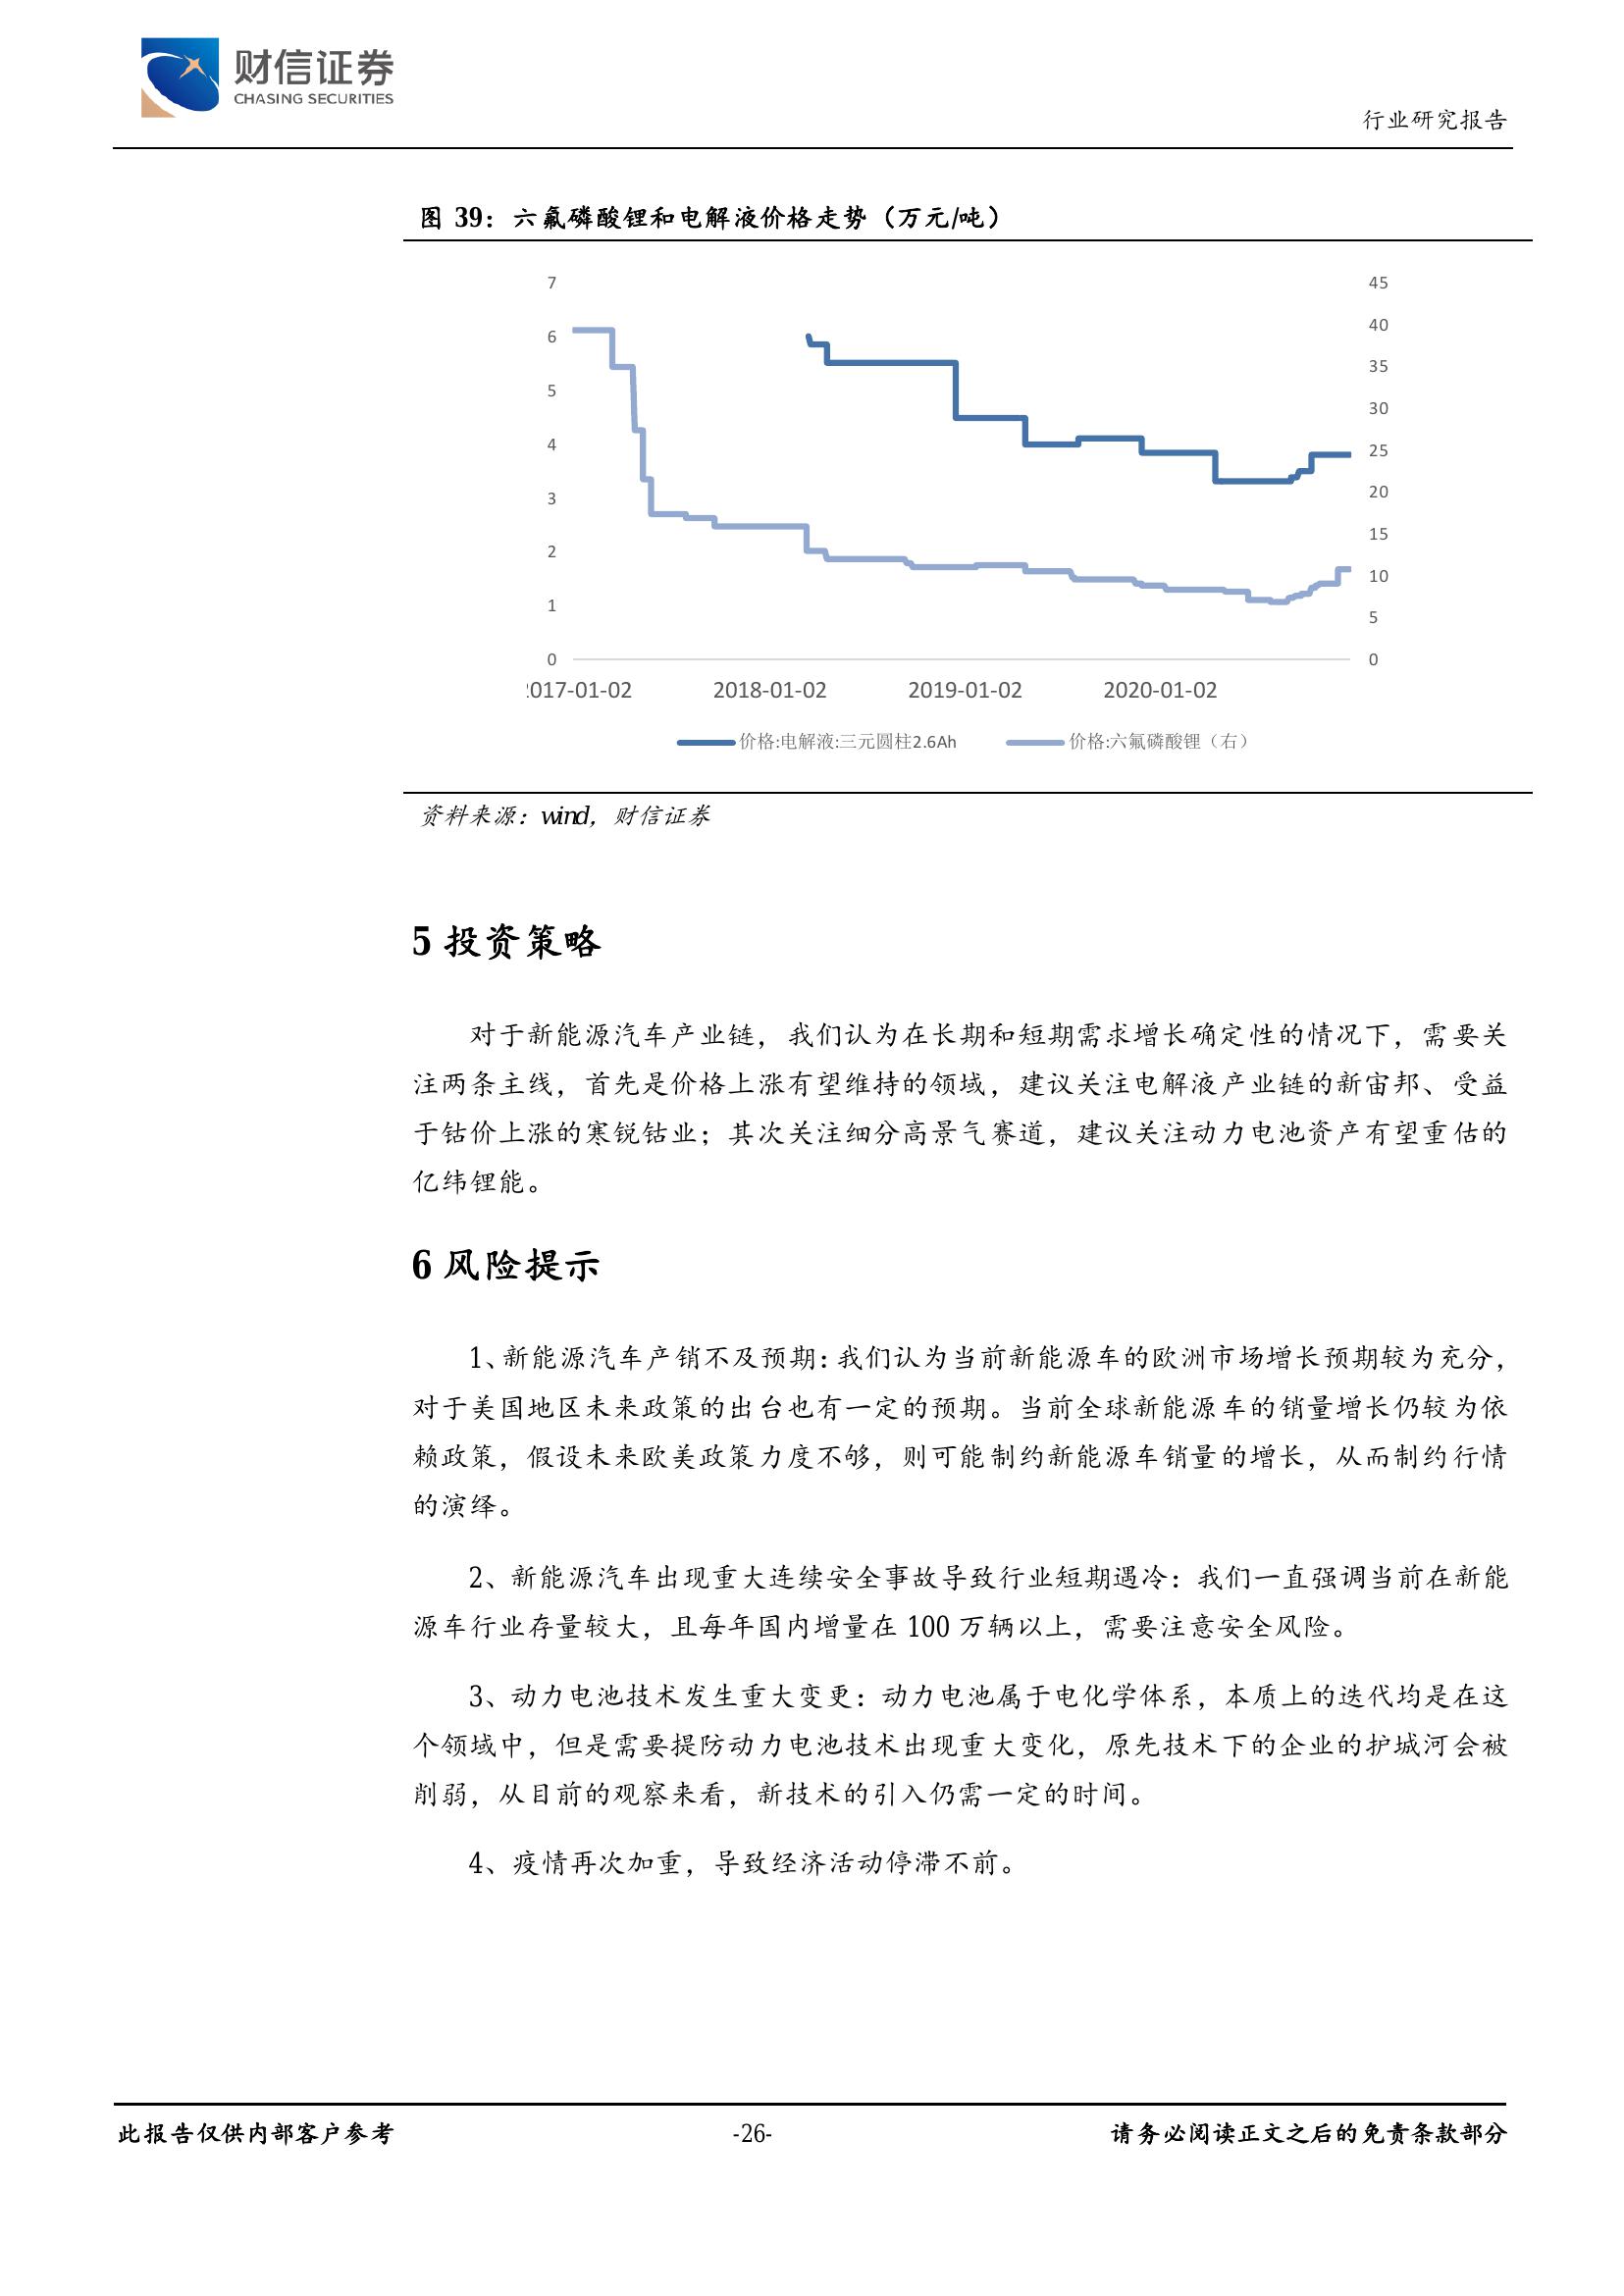 财信证券
CHASING SECURITIES
行业研究报告
图 39：六氟磷酸锂和电解液价格走势（万元/吨）
7
6
5
4
3
2
1
0
45
40
35
30
25
20
15
10
5
0
2017-01-02 2018-01-02 2019-01-02 2020-01-02
价格:电解液:三元圆柱2.6Ah 价格:六氟磷酸锂（右）
资料来源：wind，财信证券
5 投资策略
对于新能源汽车产业链，我们认为在长期和短期需求增长确定性的情况下，需要关
注两条主线，首先是价格上涨有望维持的领域，建议关注电解液产业链的新宙邦、受益
于钴价上涨的寒锐钴业；其次关注细分高景气赛道，建议关注动力电池资产有望重估的
亿纬锂能。
6 风险提示
1、新能源汽车产销不及预期：我们认为当前新能源车的欧洲市场增长预期较为充分，
对于美国地区未来政策的出台也有一定的预期。当前全球新能源车的销量增长仍较为依
赖政策，假设未来欧美政策力度不够，则可能制约新能源车销量的增长，从而制约行情
的演绎。
2、新能源汽车出现重大连续安全事故导致行业短期遇冷：我们一直强调当前在新能
源车行业存量较大，且每年国内增量在 100 万辆以上，需要注意安全风险。
3、动力电池技术发生重大变更：动力电池属于电化学体系，本质上的迭代均是在这
个领域中，但是需要提防动力电池技术出现重大变化，原先技术下的企业的护城河会被
削弱，从目前的观察来看，新技术的引入仍需一定的时间。
4、疫情再次加重，导致经济活动停滞不前。
此报告仅供内部客户参考 -26- 请务必阅读正文之后的免责条款部分